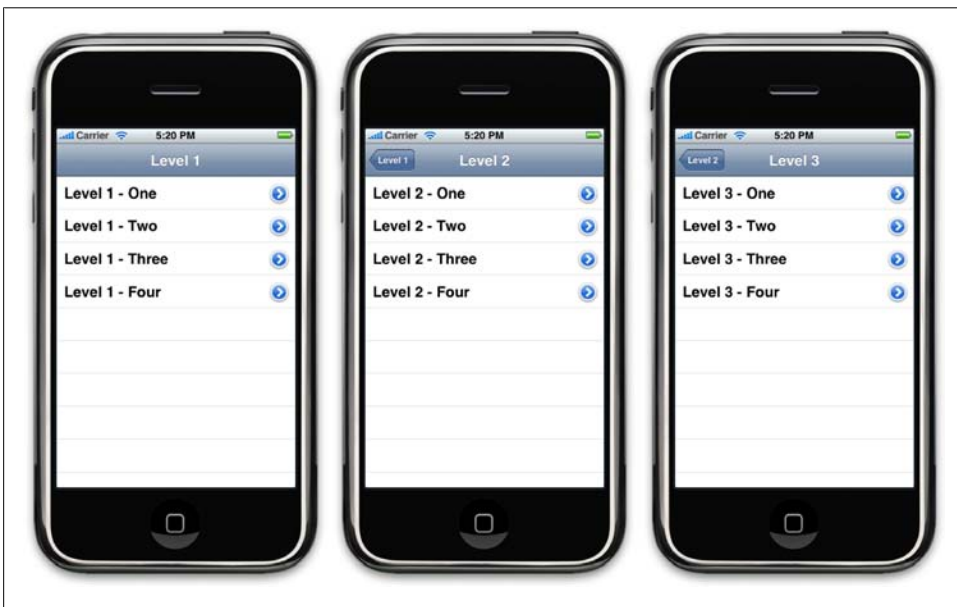 Carrier 5:20 PM
Level 1
Level 1 - One
Level 1 - Two
Level 1 - Three
Level 1 - Four
Carrier 5:20 PM
Level 1 Level 2
Level 2 - One
Level 2 - Two
Level 2 - Three
Level 2 - Four
Carrier 5:20 PM
Level 2 Level 3
Level 3 - One
Level 3 - Two
Level 3 - Three
Level 3 - Four